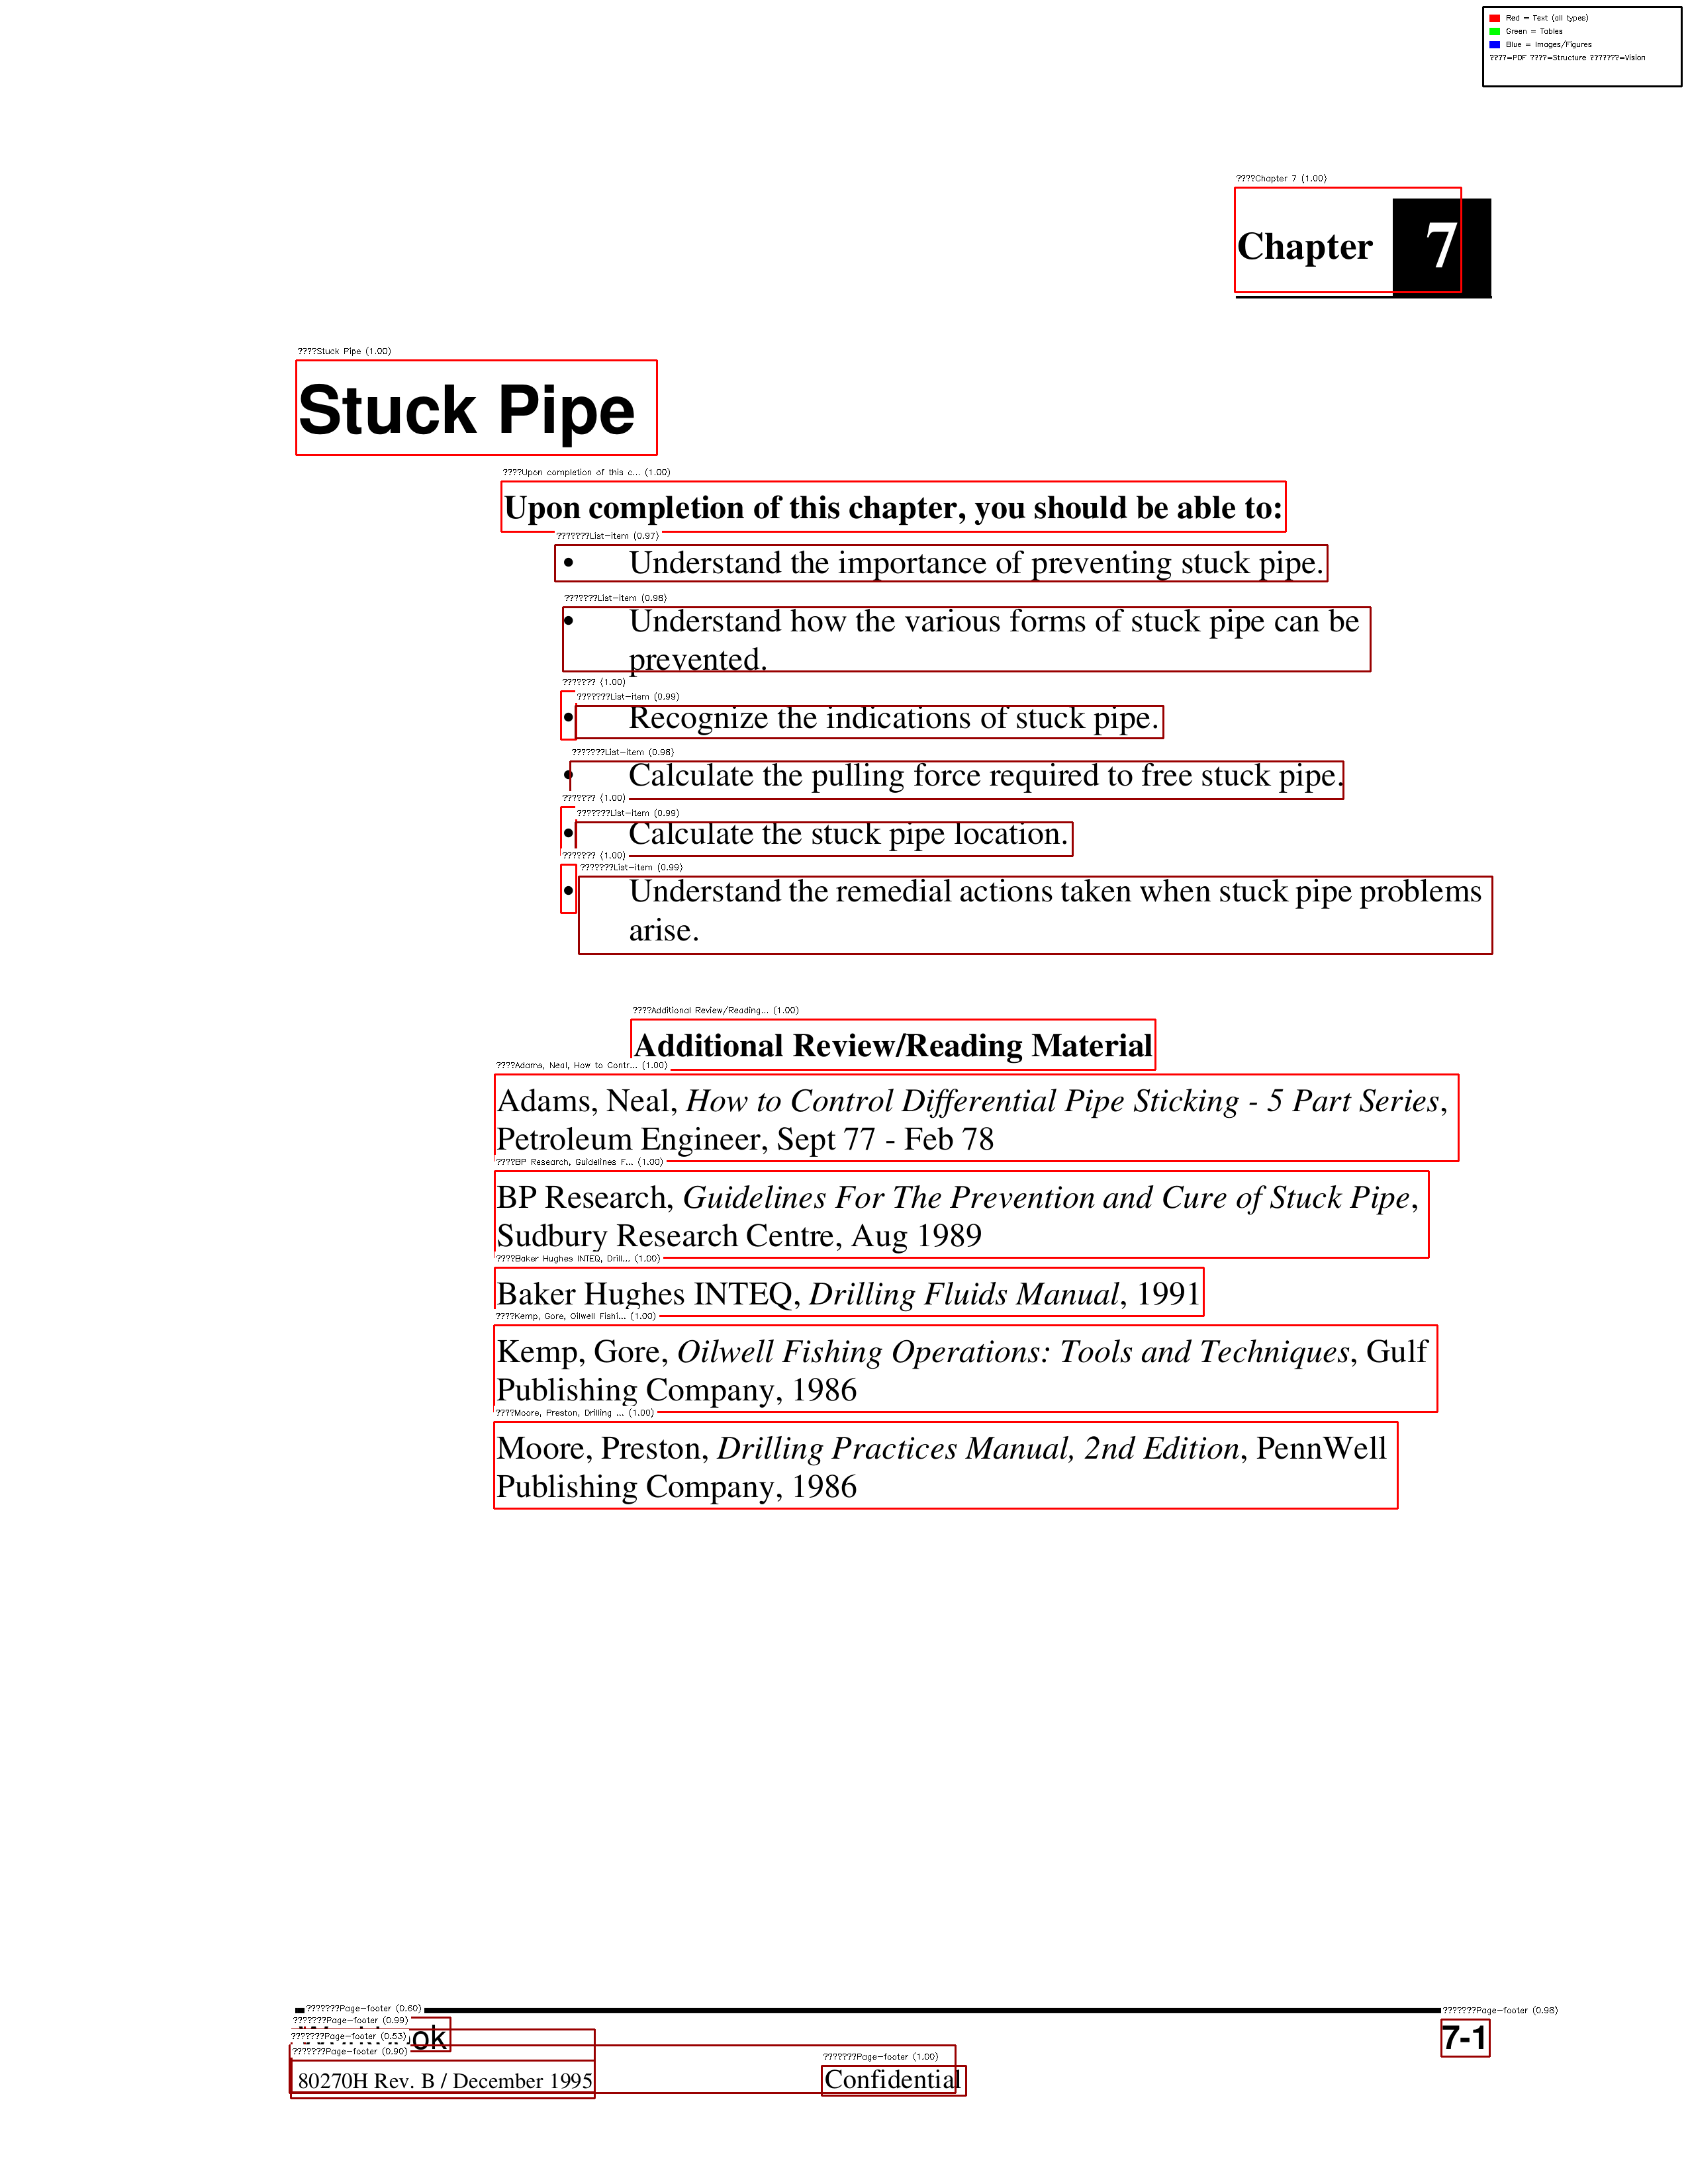 Red = Text (all types)
Green = Tables
Blue = Images/Figures
????=PDF ????=Structure ???????=Vision
????Chapter 7 (1.00)
Chapter 7
????Stuck Pipe (1.00)
Stuck Pipe
????Upon completion of this c... (1.00)
Upon completion of this chapter, you should be able to:
???????List-item (0.97)
• Understand the importance of preventing stuck pipe.
???????List-item (0.98)
• Understand how the various forms of stuck pipe can be
prevented.
??????? (1.00)
???????List-item (0.99)
• Recognize the indications of stuck pipe.
???????List-item (0.98)
• Calculate the pulling force required to free stuck pipe.
??????? (1.00)
???????List-item (0.99)
• Calculate the stuck pipe location.
??????? (1.00)
???????List-item (0.99)
• Understand the remedial actions taken when stuck pipe problems
arise.
????Additional Review/Reading... (1.00)
Additional Review/Reading Material
????Adams, Neal, How to Contr... (1.00)
Adams, Neal, How to Control Differential Pipe Sticking - 5 Part Series,
Petroleum Engineer, Sept 77 - Feb 78
????BP Research, Guidelines F... (1.00)
BP Research, Guidelines For The Prevention and Cure of Stuck Pipe,
Sudbury Research Centre, Aug 1989
????Baker Hughes INTEQ, Drill... (1.00)
Baker Hughes INTEQ, Drilling Fluids Manual, 1991
????Kemp, Gore, Oilwell Fishi... (1.00)
Kemp, Gore, Oilwell Fishing Operations: Tools and Techniques, Gulf
Publishing Company, 1986
????Moore, Preston, Drilling ... (1.00)
Moore, Preston, Drilling Practices Manual, 2nd Edition, PennWell
Publishing Company, 1986
???????Page-footer (0.60)
???????Page-footer (0.98)
???????Page-footer (0.99)
???????Page-footer (0.53)
7-1
???????Page-footer (0.90)
???????Page-footer (1.00)
80270H Rev. B / December 1995
Confidential